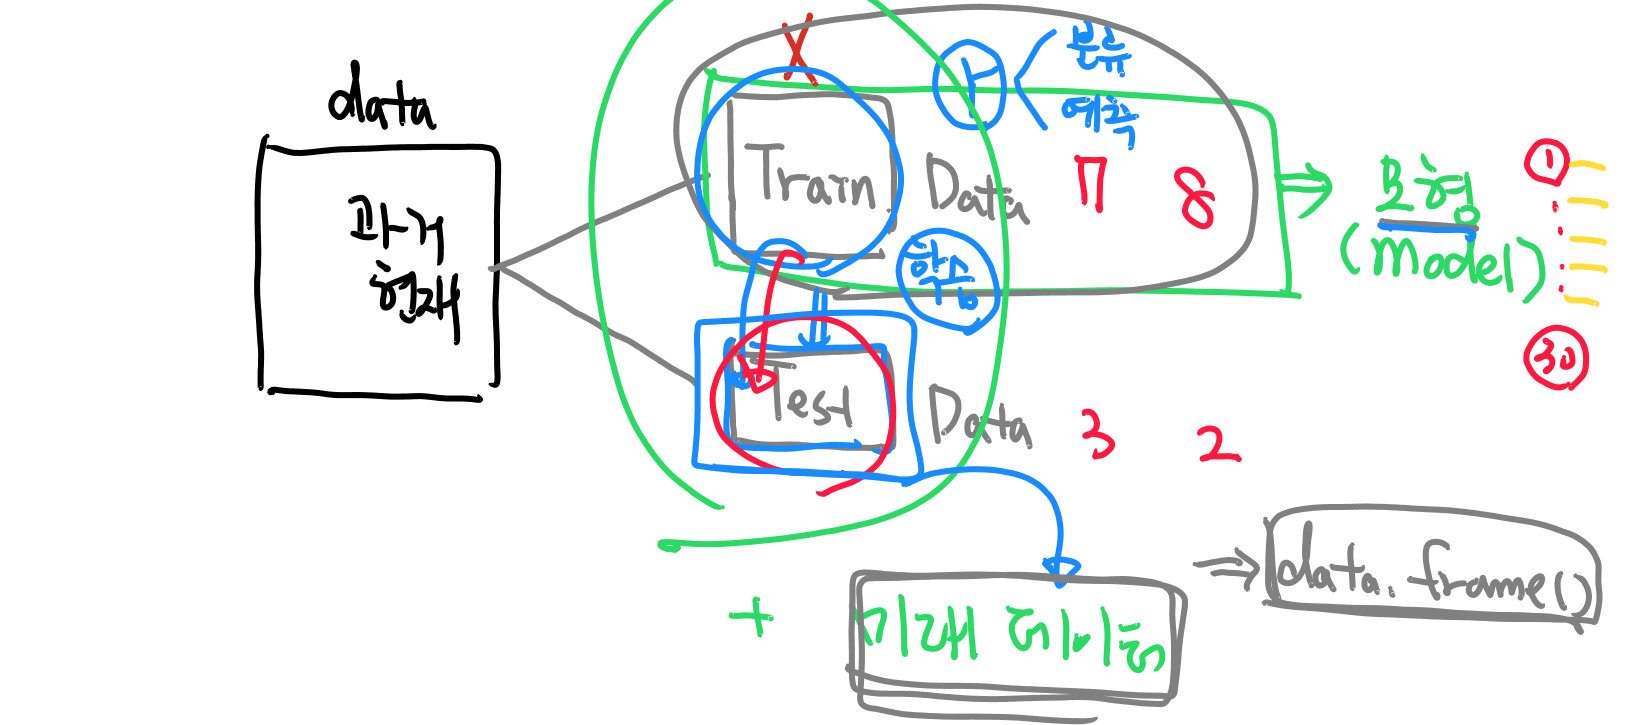 data
과거
현재
X
Train Data 7 8
분류
예측
학습
Test Data 3 2
⇒ 모형
(model)
1
30
+ 미래 데이터
⇒ data.frame()